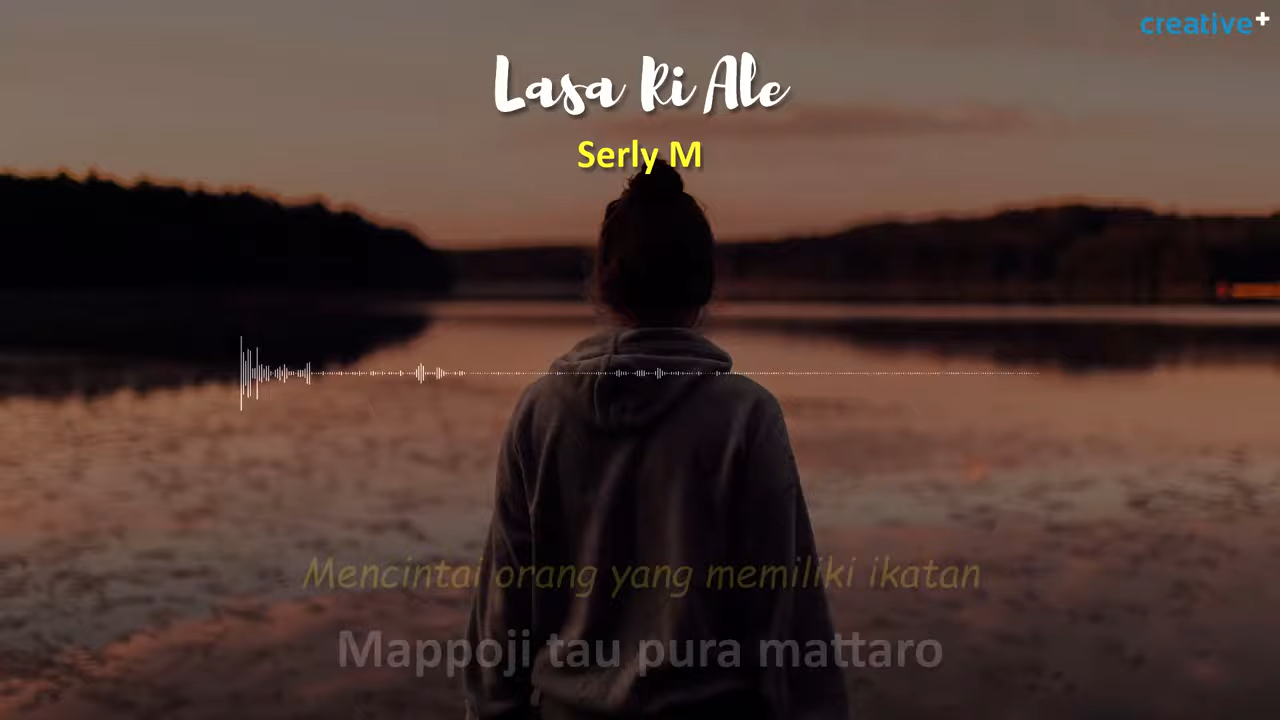 creative+
Lasa Ri Ale
Serly M
Mencintai orang yang memiliki ikatan
Mappoji tau pura mattaro